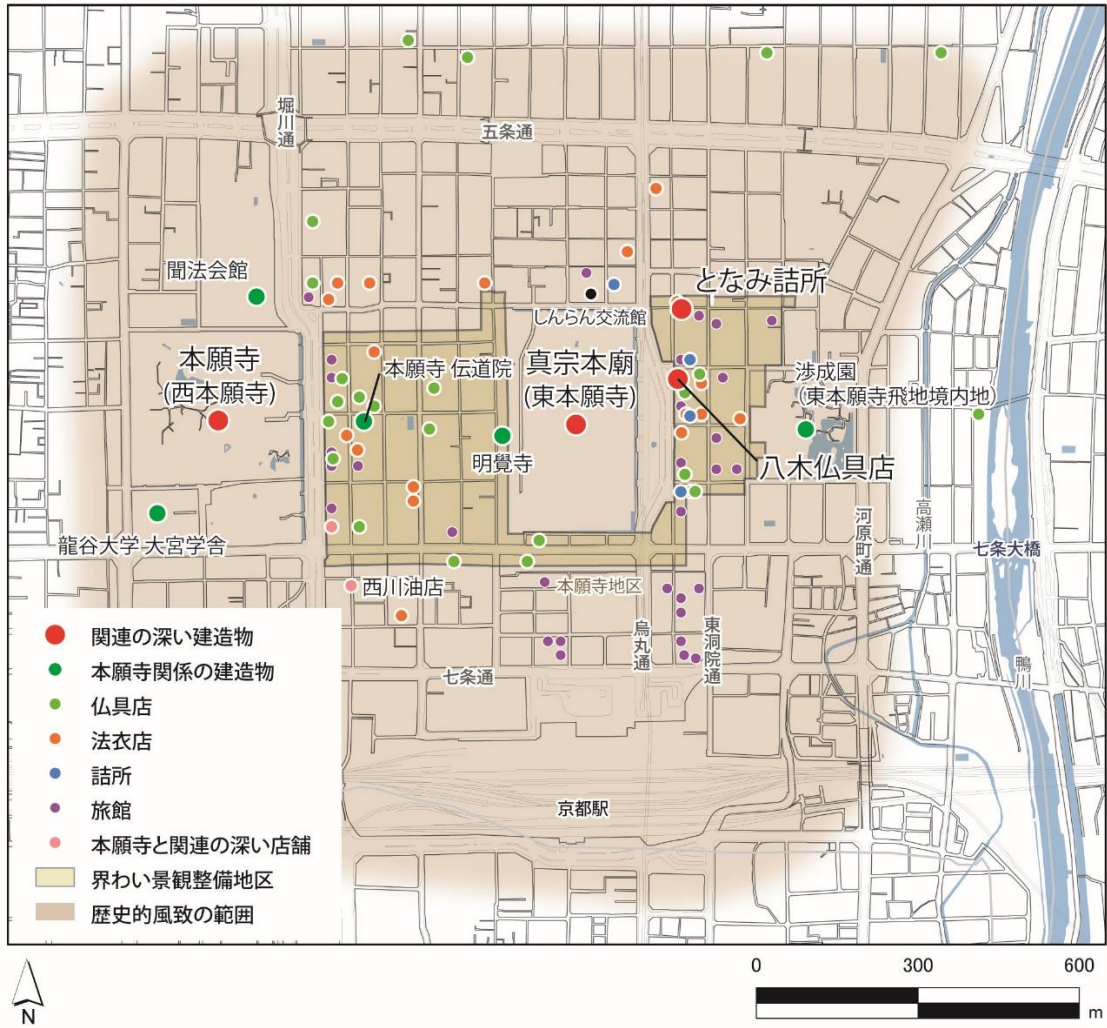 堀川通
五条通
聞法会館
となみ詰所
しんらん交流館
本願寺
(西本願寺)
本願寺 伝道院
真宗本廟
(東本願寺)
渉成園
(東本願寺飛地境内地)
明覺寺
八木仏具店
龍谷大学 大宮学舎
河原町通
高瀬川
七条大橋
西川油店
本願寺地区
烏丸通
東洞院通
七条通
鴨川
京都駅
関連の深い建造物
本願寺関係の建造物
仏具店
法衣店
詰所
旅館
本願寺と関連の深い店舗
界わい景観整備地区
歴史的風致の範囲
N
0 300 600
m